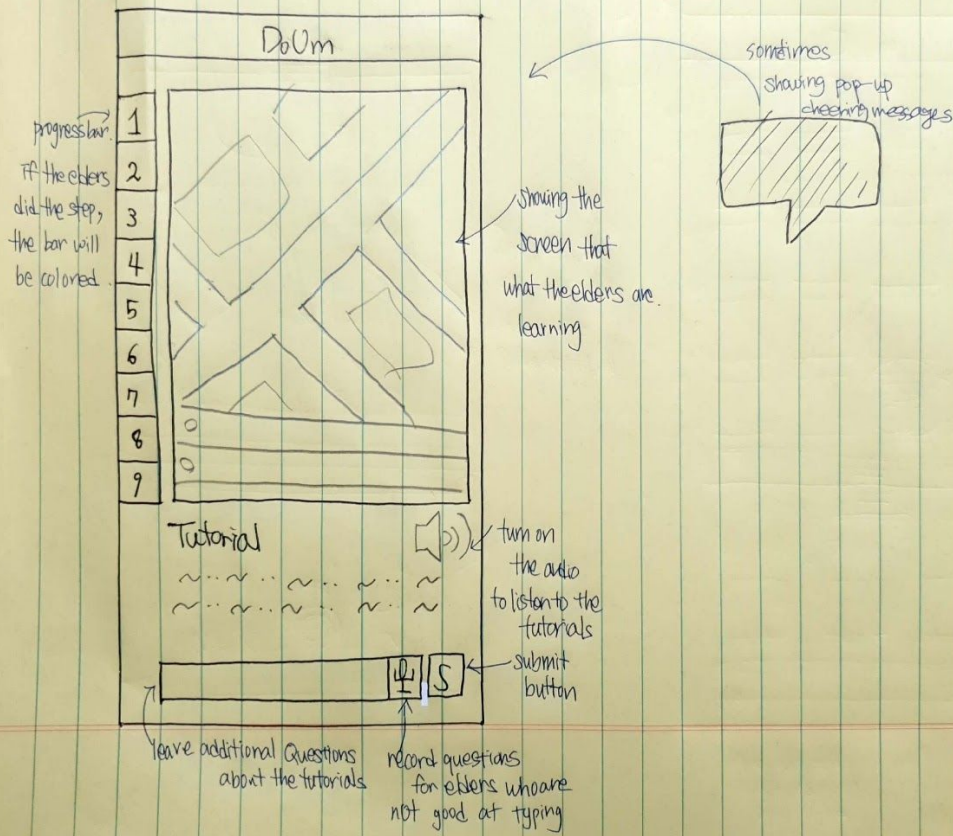 DoUm
sometimes
showing pop-up
cheering messages
progress bar.
If the elders
did the step,
the bar will
be colored.
1
2
3
4
5
6
7
8
9
showing the
screen that
what the elders are.
learning
Tutorial
turn on
the audio
to listen to the
tutorials
submit
button
S
leave additional Questions
about the tutorials
record questions
for elders who are
not good at typing